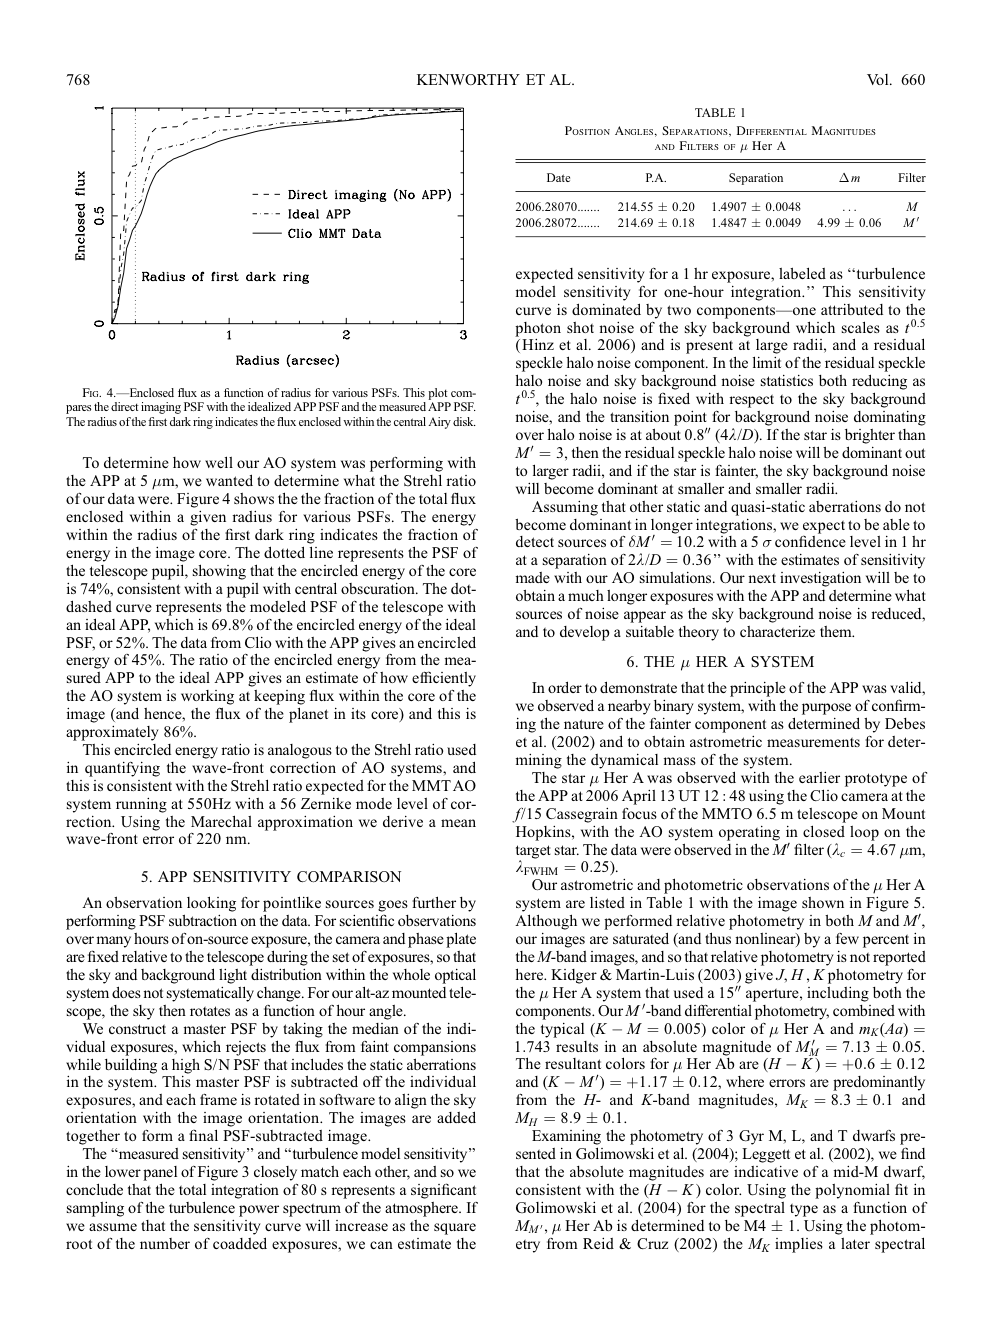 768
KENWORTHY ET AL.
Vol. 660
1
0.5
0
Enclosed flux
Direct imaging (No APP)
Ideal APP
Clio MMT Data
Radius of first dark ring
0 1 2 3
Radius (arcsec)
Fig. 4.—Enclosed flux as a function of radius for various PSFs. This plot com-
pares the direct imaging PSF with the idealized APP PSF and the measured APP PSF.
The radius of the first dark ring indicates the flux enclosed within the central Airy disk.
To determine how well our AO system was performing with
the APP at 5 μm, we wanted to determine what the Strehl ratio
of our data were. Figure 4 shows the the fraction of the total flux
enclosed within a given radius for various PSFs. The energy
within the radius of the first dark ring indicates the fraction of
energy in the image core. The dotted line represents the PSF of
the telescope pupil, showing that the encircled energy of the core
is 74%, consistent with a pupil with central obscuration. The dot-
dashed curve represents the modeled PSF of the telescope with
an ideal APP, which is 69.8% of the encircled energy of the ideal
PSF, or 52%. The data from Clio with the APP gives an encircled
energy of 45%. The ratio of the encircled energy from the mea-
sured APP to the ideal APP gives an estimate of how efficiently
the AO system is working at keeping flux within the core of the
image (and hence, the flux of the planet in its core) and this is
approximately 86%.
This encircled energy ratio is analogous to the Strehl ratio used
in quantifying the wave-front correction of AO systems, and
this is consistent with the Strehl ratio expected for the MMT AO
system running at 550Hz with a 56 Zernike mode level of cor-
rection. Using the Marechal approximation we derive a mean
wave-front error of 220 nm.
5. APP SENSITIVITY COMPARISON
An observation looking for pointlike sources goes further by
performing PSF subtraction on the data. For scientific observations
over many hours of on-source exposure, the camera and phase plate
are fixed relative to the telescope during the set of exposures, so that
the sky and background light distribution within the whole optical
system does not systematically change. For our alt-az mounted tele-
scope, the sky then rotates as a function of hour angle.
We construct a master PSF by taking the median of the indi-
vidual exposures, which rejects the flux from faint compansions
while building a high S/N PSF that includes the static aberrations
in the system. This master PSF is subtracted off the individual
exposures, and each frame is rotated in software to align the sky
orientation with the image orientation. The images are added
together to form a final PSF-subtracted image.
The “measured sensitivity” and “turbulence model sensitivity”
in the lower panel of Figure 3 closely match each other, and so we
conclude that the total integration of 80 s represents a significant
sampling of the turbulence power spectrum of the atmosphere. If
we assume that the sensitivity curve will increase as the square
root of the number of coadded exposures, we can estimate the
TABLE 1
Position Angles, Separations, Differential Magnitudes
and Filters of μ Her A
Date P.A. Separation Δm Filter
2006.28070....... 214.55 ± 0.20 1.4907 ± 0.0048 . . . M
2006.28072....... 214.69 ± 0.18 1.4847 ± 0.0049 4.99 ± 0.06 M′
expected sensitivity for a 1 hr exposure, labeled as “turbulence
model sensitivity for one-hour integration.” This sensitivity
curve is dominated by two components—one attributed to the
photon shot noise of the sky background which scales as t^0.5
(Hinz et al. 2006) and is present at large radii, and a residual
speckle halo noise component. In the limit of the residual speckle
halo noise and sky background noise statistics both reducing as
t^0.5, the halo noise is fixed with respect to the sky background
noise, and the transition point for background noise dominating
over halo noise is at about 0.8″ (4λ/D). If the star is brighter than
M′ = 3, then the residual speckle halo noise will be dominant out
to larger radii, and if the star is fainter, the sky background noise
will become dominant at smaller and smaller radii.
Assuming that other static and quasi-static aberrations do not
become dominant in longer integrations, we expect to be able to
detect sources of δM′ = 10.2 with a 5 σ confidence level in 1 hr
at a separation of 2λ/D = 0.36” with the estimates of sensitivity
made with our AO simulations. Our next investigation will be to
obtain a much longer exposures with the APP and determine what
sources of noise appear as the sky background noise is reduced,
and to develop a suitable theory to characterize them.
6. THE μ HER A SYSTEM
In order to demonstrate that the principle of the APP was valid,
we observed a nearby binary system, with the purpose of confirm-
ing the nature of the fainter component as determined by Debes
et al. (2002) and to obtain astrometric measurements for deter-
mining the dynamical mass of the system.
The star μ Her A was observed with the earlier prototype of
the APP at 2006 April 13 UT 12 : 48 using the Clio camera at the
f/15 Cassegrain focus of the MMTO 6.5 m telescope on Mount
Hopkins, with the AO system operating in closed loop on the
target star. The data were observed in the M′ filter (λc = 4.67 μm,
λFWHM = 0.25).
Our astrometric and photometric observations of the μ Her A
system are listed in Table 1 with the image shown in Figure 5.
Although we performed relative photometry in both M and M′,
our images are saturated (and thus nonlinear) by a few percent in
the M-band images, and so that relative photometry is not reported
here. Kidger & Martin-Luis (2003) give J, H , K photometry for
the μ Her A system that used a 15″ aperture, including both the
components. Our M′-band differential photometry, combined with
the typical (K − M = 0.005) color of μ Her A and mK(Aa) =
1.743 results in an absolute magnitude of M′M = 7.13 ± 0.05.
The resultant colors for μ Her Ab are (H − K) = +0.6 ± 0.12
and (K − M′) = +1.17 ± 0.12, where errors are predominantly
from the H- and K-band magnitudes, MK = 8.3 ± 0.1 and
MH = 8.9 ± 0.1.
Examining the photometry of 3 Gyr M, L, and T dwarfs pre-
sented in Golimowski et al. (2004); Leggett et al. (2002), we find
that the absolute magnitudes are indicative of a mid-M dwarf,
consistent with the (H − K) color. Using the polynomial fit in
Golimowski et al. (2004) for the spectral type as a function of
MM′, μ Her Ab is determined to be M4 ± 1. Using the photom-
etry from Reid & Cruz (2002) the MK implies a later spectral